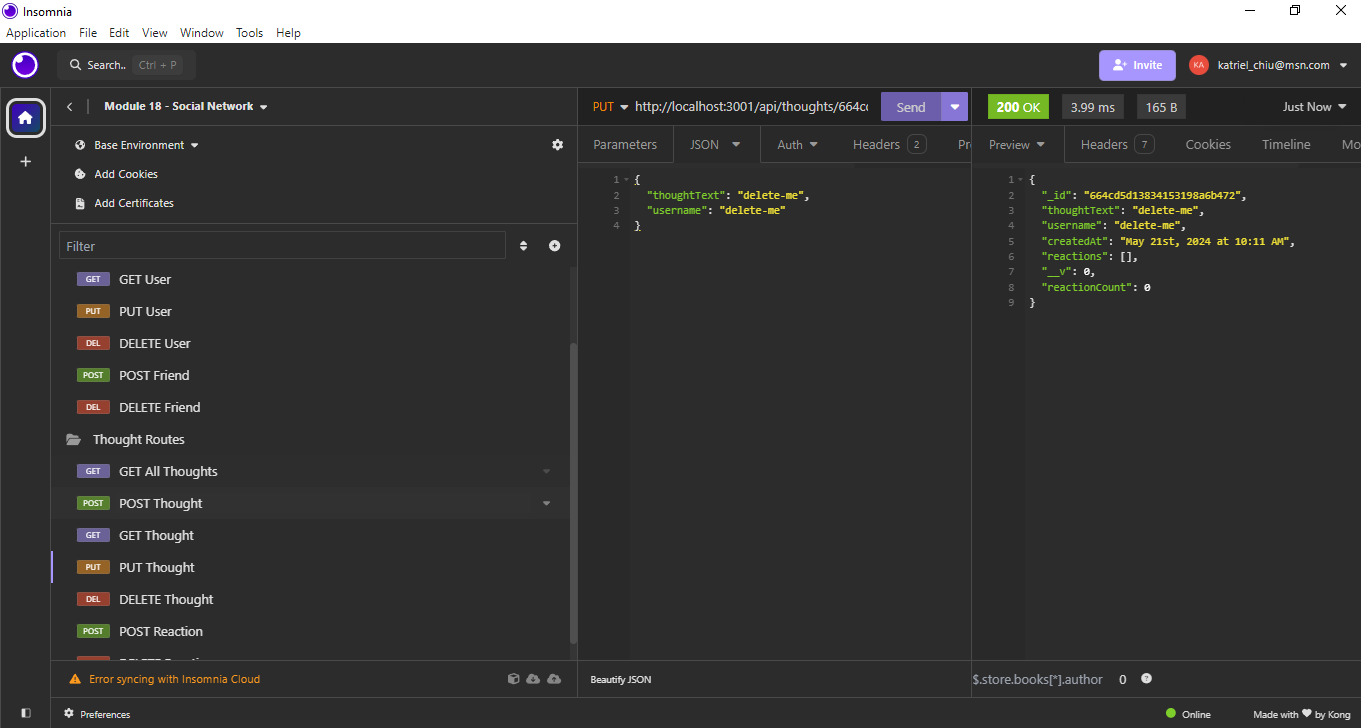 Insomnia
Application File Edit View Window Tools Help
Search.. Ctrl + P
Invite
KA katriel_chiu@msn.com
Module 18 - Social Network
PUT http://localhost:3001/api/thoughts/664cc
Send
200 OK 3.99 ms 165 B
Just Now
Base Environment
Add Cookies
Add Certificates
Parameters JSON Auth Headers 2 Pr
Preview Headers 7 Cookies Timeline Mo
Filter
GET GET User
PUT PUT User
DEL DELETE User
POST POST Friend
DEL DELETE Friend
Thought Routes
GET GET All Thoughts
POST POST Thought
GET GET Thought
PUT PUT Thought
DEL DELETE Thought
POST POST Reaction
1 {
2 "thoughtText": "delete-me",
3 "username": "delete-me"
4 }
1 {
2 "_id": "664cd5d13834153198a6b472",
3 "thoughtText": "delete-me",
4 "username": "delete-me",
5 "createdAt": "May 21st, 2024 at 10:11 AM",
6 "reactions": [],
7 "__v": 0,
8 "reactionCount": 0
9 }
Error syncing with Insomnia Cloud
Beautify JSON
$.store.books[*].author 0 ?
Preferences
Online
Made with ♥ by Kong